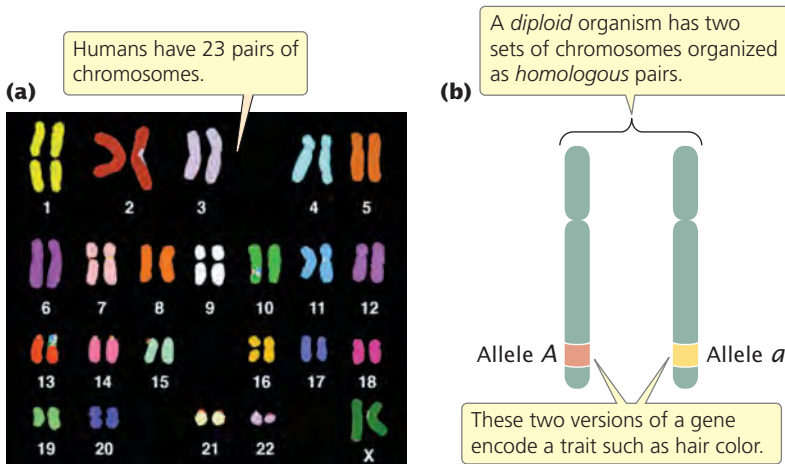 Humans have 23 pairs of
chromosomes.
(a)
1 2 3 4 5
6 7 8 9 10 11 12
13 14 15 16 17 18
19 20 21 22 X
A diploid organism has two
sets of chromosomes organized
as homologous pairs.
(b)
Allele A Allele a
These two versions of a gene
encode a trait such as hair color.